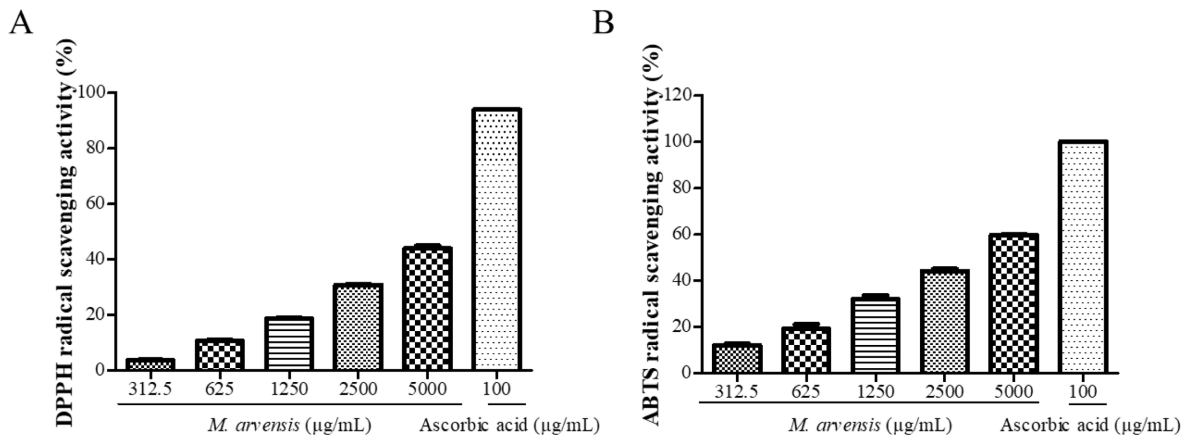 A
DPPH radical scavenging activity (%)
100
80
60
40
20
0
312.5 625 1250 2500 5000 100
M. arvensis (µg/mL) Ascorbic acid (µg/mL)
B
ABTS radical scavenging activity (%)
120
100
80
60
40
20
0
312.5 625 1250 2500 5000 100
M. arvensis (µg/mL) Ascorbic acid (µg/mL)